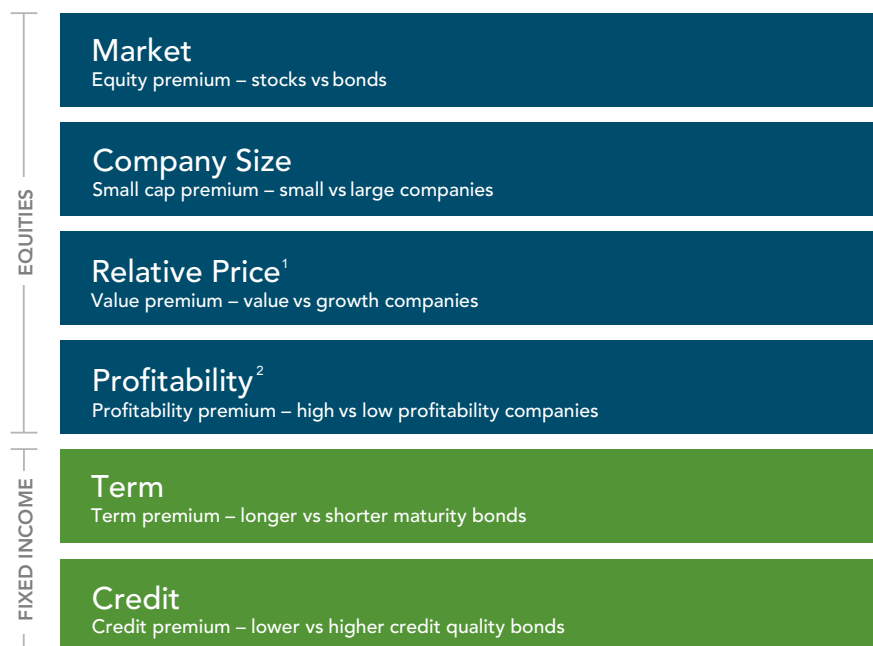 EQUITIES
Market
Equity premium – stocks vs bonds
Company Size
Small cap premium – small vs large companies
Relative Price¹
Value premium – value vs growth companies
Profitability²
Profitability premium – high vs low profitability companies
FIXED INCOME
Term
Term premium – longer vs shorter maturity bonds
Credit
Credit premium – lower vs higher credit quality bonds